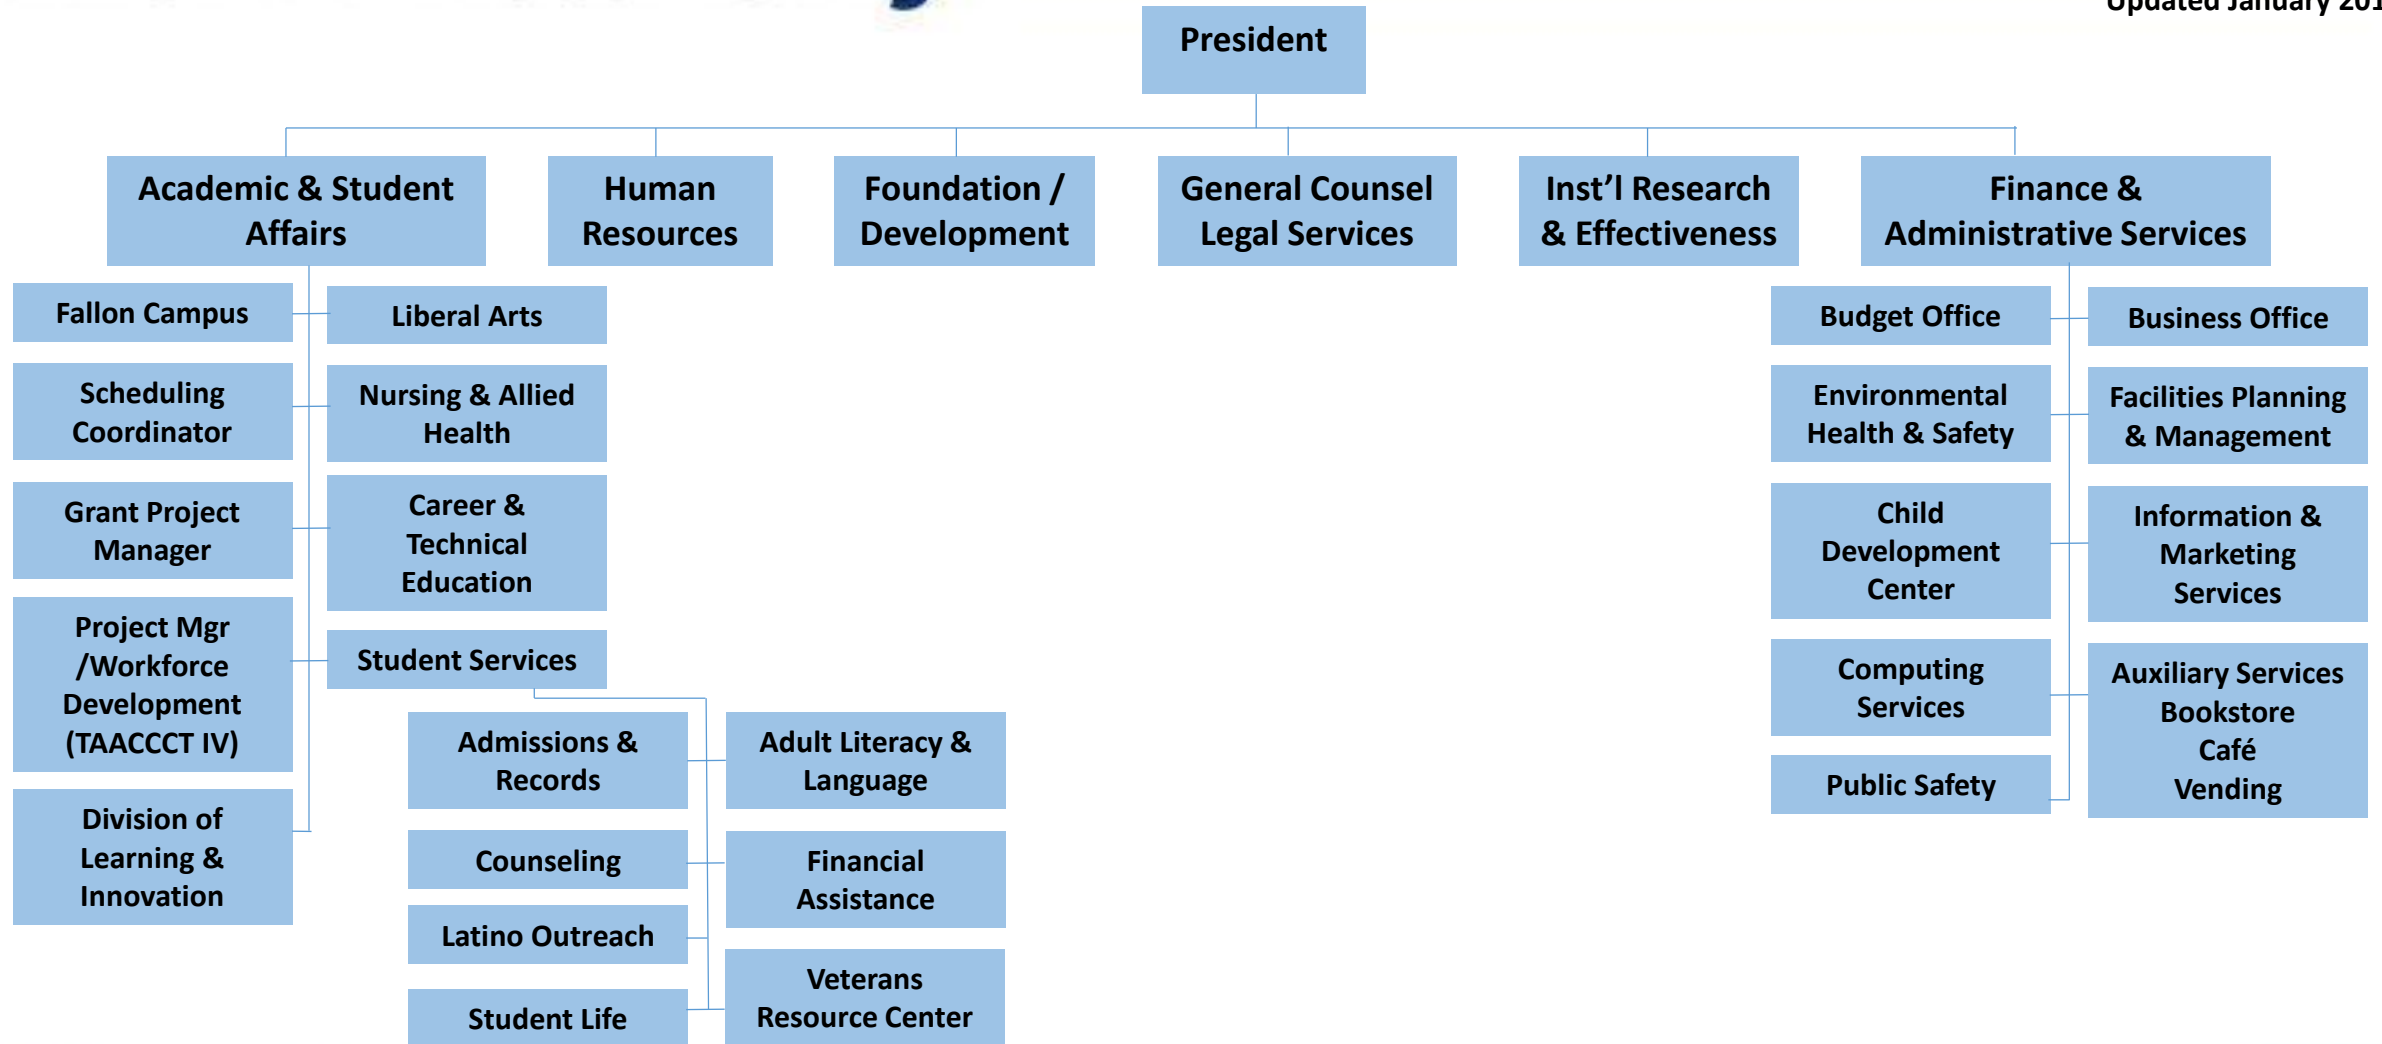 Updated January 201
President
Academic & Student
Affairs
Human
Resources
Foundation /
Development
General Counsel
Legal Services
Inst’l Research
& Effectiveness
Finance &
Administrative Services
Fallon Campus
Liberal Arts
Scheduling
Coordinator
Nursing & Allied
Health
Grant Project
Manager
Career &
Technical
Education
Project Mgr
/Workforce
Development
(TAACCCT IV)
Student Services
Division of
Learning &
Innovation
Admissions &
Records
Adult Literacy &
Language
Counseling
Financial
Assistance
Latino Outreach
Veterans
Resource Center
Student Life
Budget Office
Business Office
Environmental
Health & Safety
Facilities Planning
& Management
Child
Development
Center
Information &
Marketing
Services
Computing
Services
Auxiliary Services
Bookstore
Café
Vending
Public Safety